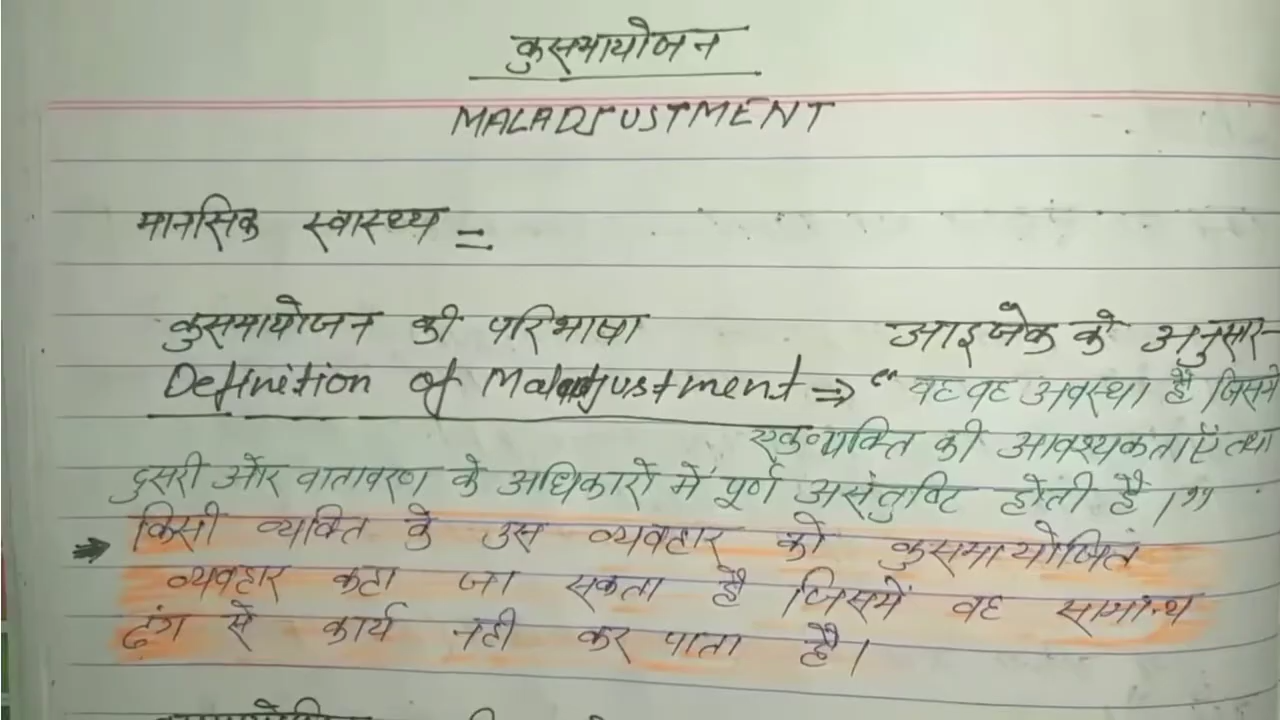 कुसमायोजन
MALADJUSTMENT
मानसिक स्वास्थ्य =
कुसमायोजन की परिभाषा आइजेक के अनुसार-
Definition of Maladjustment ⇒ "वह वह अवस्था है जिसमें
एक व्यक्ति की आवश्यकताएँ तथा
दुसरी ओर वातावरण के अधिकारों में पूर्ण असंतुष्टि होती है।"
→ किसी व्यक्ति के उस व्यवहार को कुसमायोजित
व्यवहार कहा जा सकता है जिसमें वह सामान्य
ढंग से कार्य नही कर पाता है।